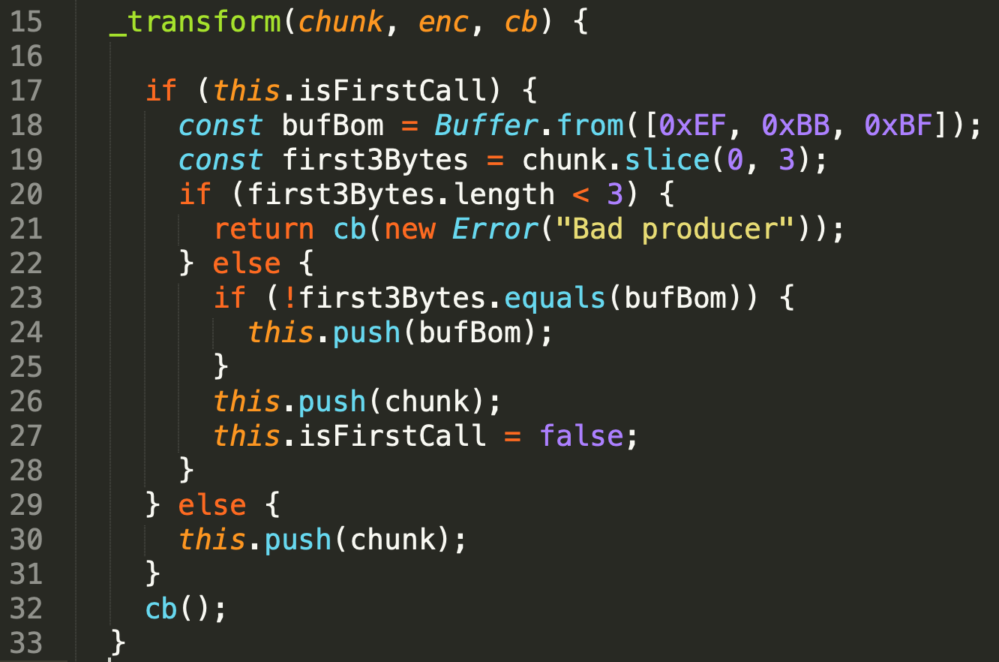 15 _transform(chunk, enc, cb) {
16
17 if (this.isFirstCall) {
18 const bufBom = Buffer.from([0xEF, 0xBB, 0xBF]);
19 const first3Bytes = chunk.slice(0, 3);
20 if (first3Bytes.length < 3) {
21 return cb(new Error("Bad producer"));
22 } else {
23 if (!first3Bytes.equals(bufBom)) {
24 this.push(bufBom);
25 }
26 this.push(chunk);
27 this.isFirstCall = false;
28 }
29 } else {
30 this.push(chunk);
31 }
32 cb();
33 }